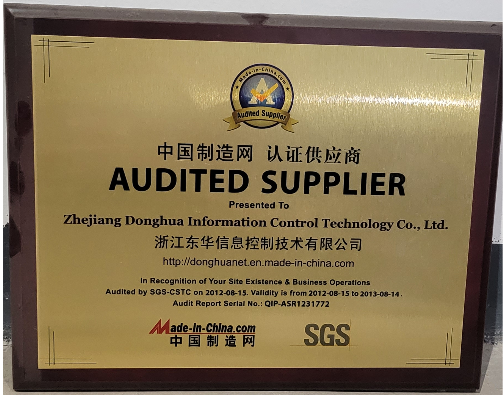 Made-in-China.com
Audited Supplier
中国制造网 认证供应商
AUDITED SUPPLIER
Presented To
Zhejiang Donghua Information Control Technology Co., Ltd.
浙江东华信息控制技术有限公司
http://donghuanet.en.made-in-china.com
In Recognition of Your Site Existence & Business Operations
Audited by SGS-CSTC on 2012-08-15. Validity is from 2012-08-15 to 2013-08-14.
Audit Report Serial No.: QIP-ASR1231772
Made-in-China.com
中国制造网
SGS